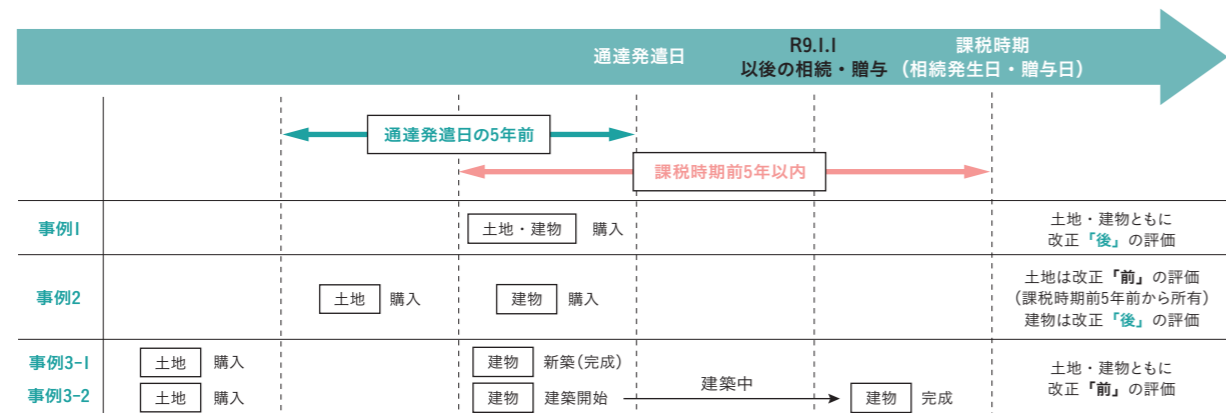 通達発遣日
R9.1.1
以後の相続・贈与
課税時期
(相続発生日・贈与日)
通達発遣日の5年前
課税時期前5年以内
事例1
土地・建物 購入
土地・建物ともに
改正『後』の評価
事例2
土地 購入
建物 購入
土地は改正『前』の評価
(課税時期前5年前から所有)
建物は改正『後』の評価
事例3-1
土地 購入
建物 新築(完成)
事例3-2
土地 購入
建物 建築開始
建築中
建物 完成
土地・建物ともに
改正『前』の評価